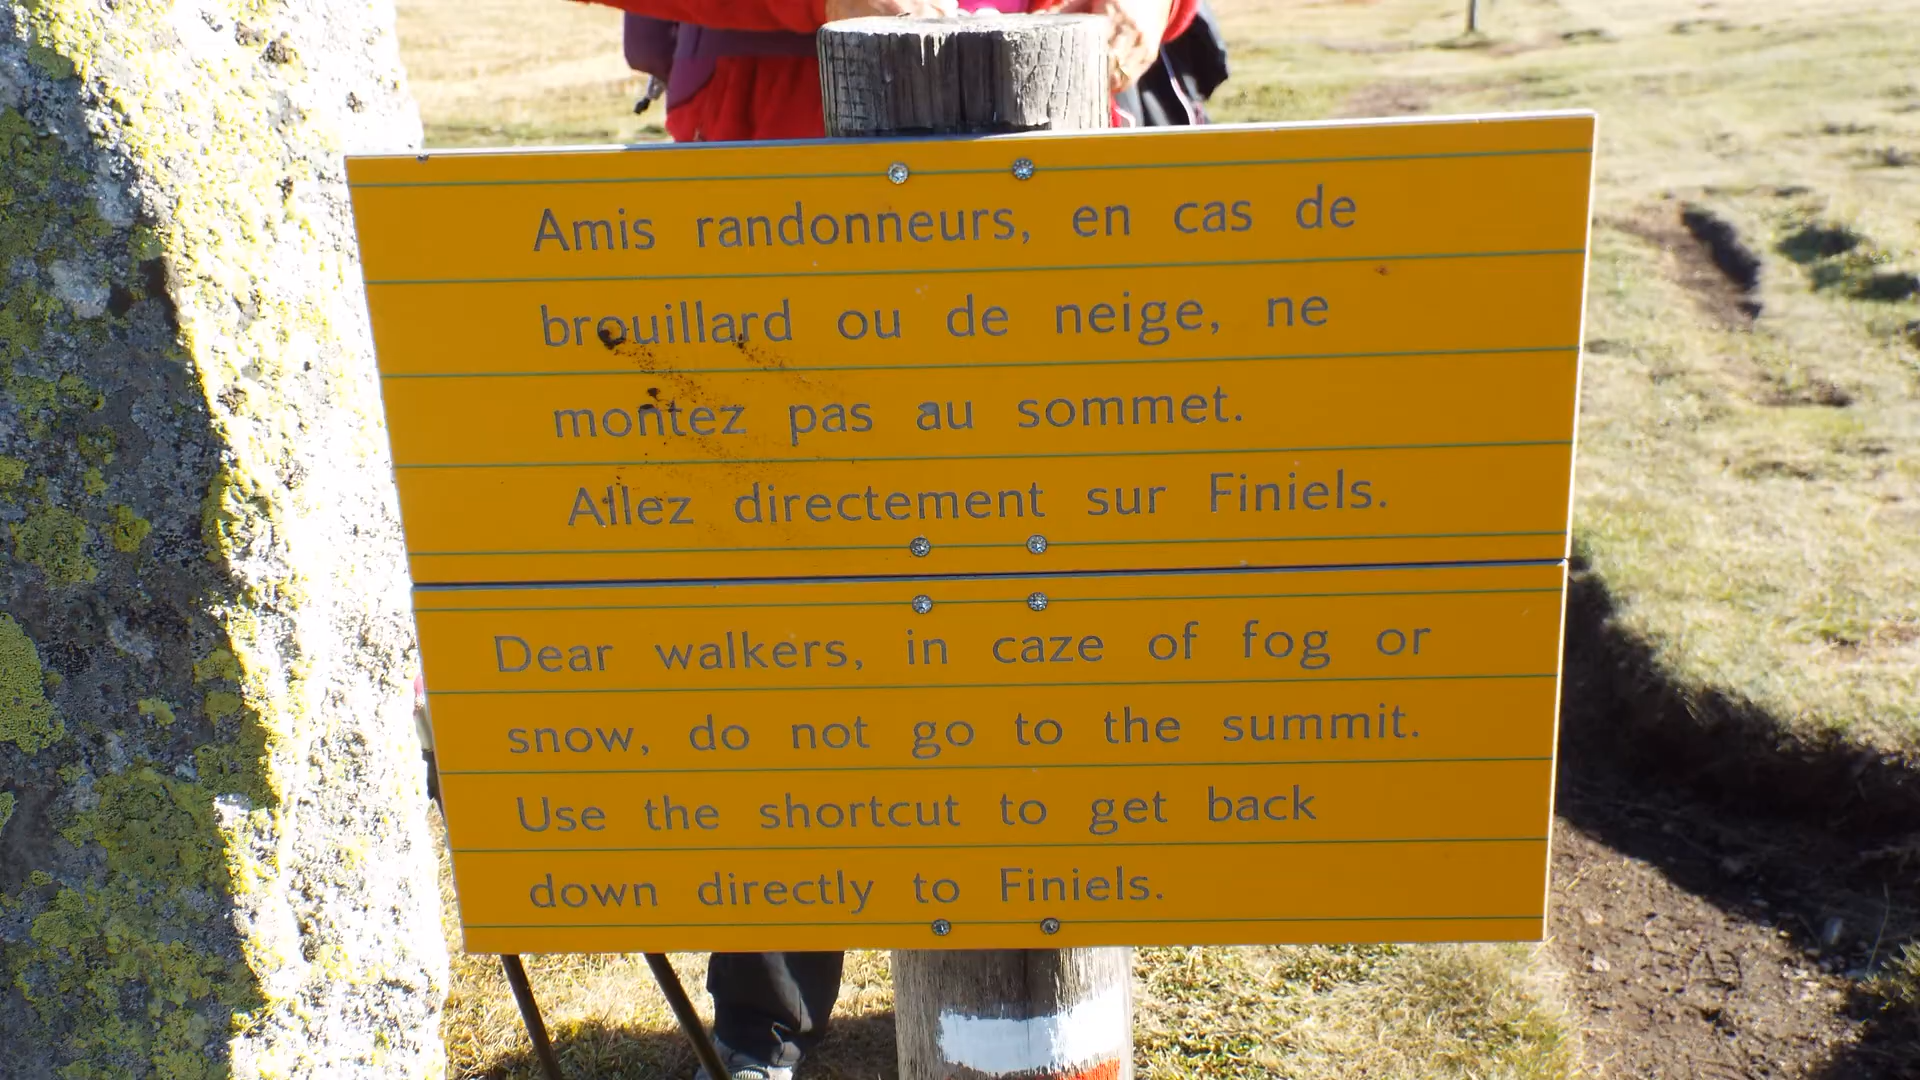 Amis randonneurs, en cas de
brouillard ou de neige, ne
montez pas au sommet.
Allez directement sur Finiels.
Dear walkers, in caze of fog or
snow, do not go to the summit.
Use the shortcut to get back
down directly to Finiels.